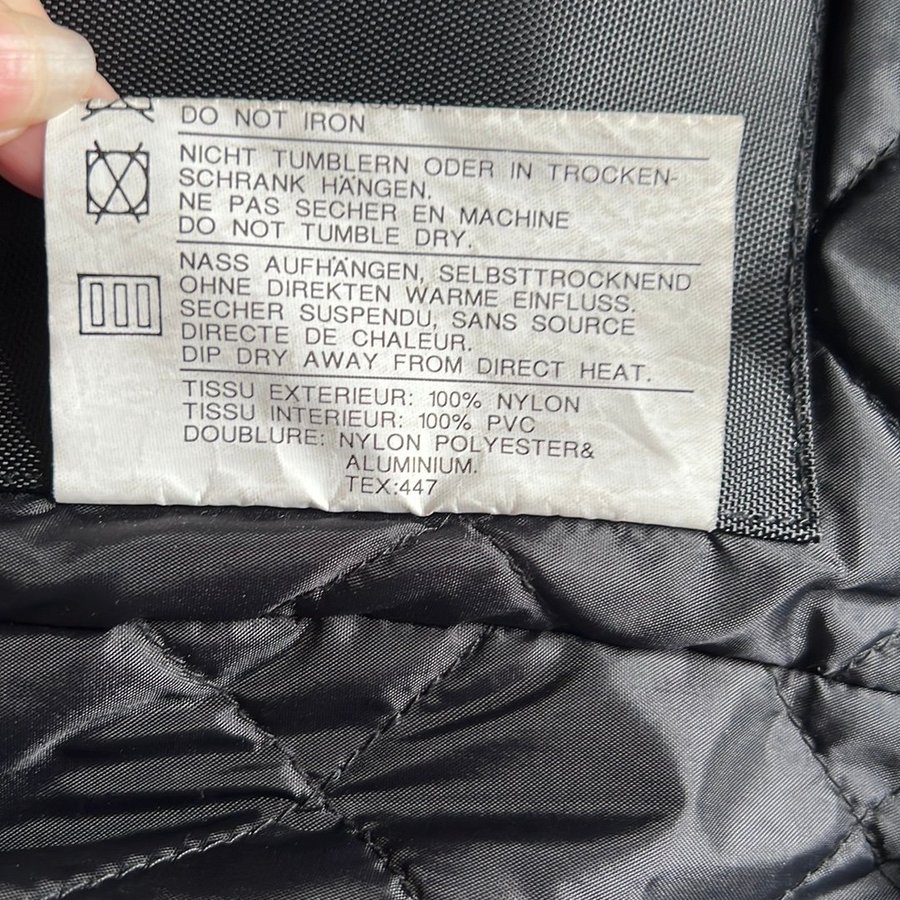 DO NOT IRON
NICHT TUMBLERN ODER IN TROCKEN-
SCHRANK HÄNGEN.
NE PAS SECHER EN MACHINE
DO NOT TUMBLE DRY.
NASS AUFHÄNGEN, SELBSTTROCKNEND
OHNE DIREKTEN WARME EINFLUSS.
SECHER SUSPENDU, SANS SOURCE
DIRECTE DE CHALEUR.
DIP DRY AWAY FROM DIRECT HEAT.
TISSU EXTERIEUR: 100% NYLON
TISSU INTERIEUR: 100% PVC
DOUBLURE: NYLON POLYESTER&
ALUMINIUM.
TEX:447